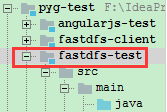 pyg-test F:\IdeaPr
angularjs-test
fastdfs-client
fastdfs-test
src
main
java